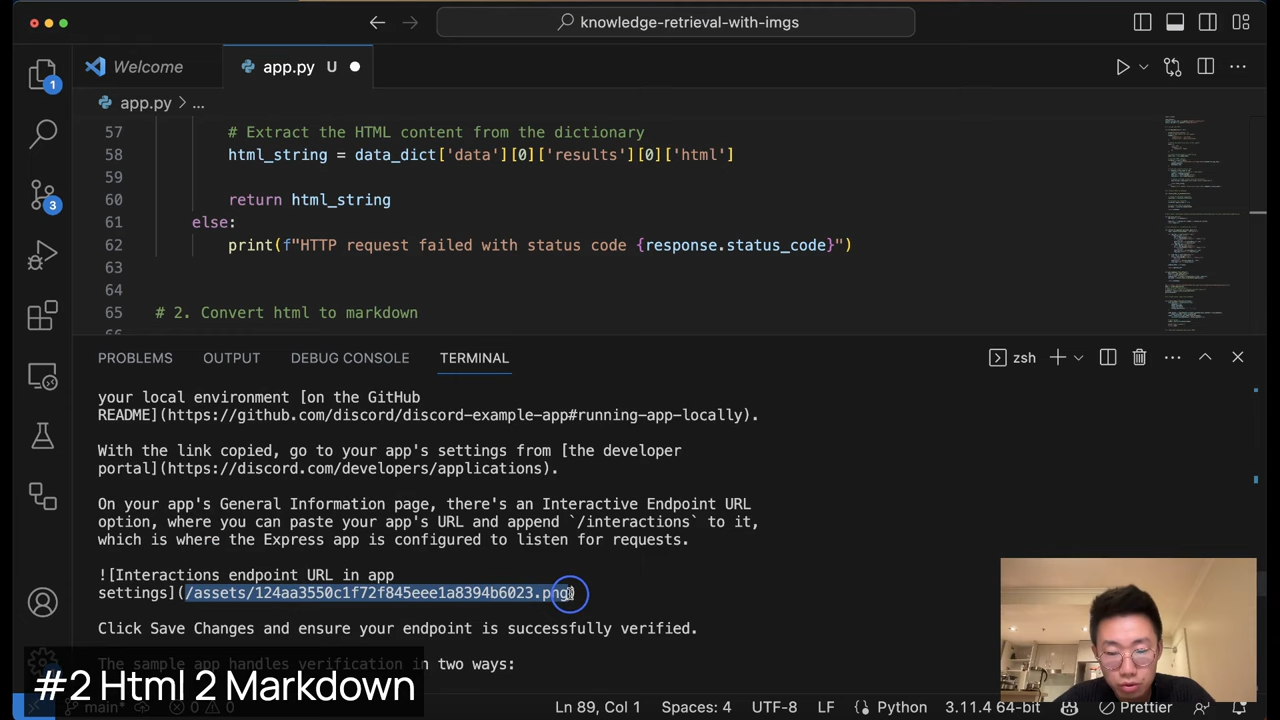 knowledge-retrieval-with-imgs
Welcome
app.py U
app.py > ...
57 # Extract the HTML content from the dictionary
58 html_string = data_dict['data'][0]['results'][0]['html']
59
60 return html_string
61 else:
62 print(f"HTTP request failed with status code {response.status_code}")
63
64
65 # 2. Convert html to markdown
66
1
3
PROBLEMS OUTPUT DEBUG CONSOLE TERMINAL
zsh
your local environment [on the GitHub
README](https://github.com/discord/discord-example-app#running-app-locally).
With the link copied, go to your app's settings from [the developer
portal](https://discord.com/developers/applications).
On your app's General Information page, there's an Interactive Endpoint URL
option, where you can paste your app's URL and append `/interactions` to it,
which is where the Express app is configured to listen for requests.
![Interactions endpoint URL in app
settings](/assets/124aa3550c1f72f845eee1a8394b6023.png)
Click Save Changes and ensure your endpoint is successfully verified.
The sample app handles verification in two ways:
#2 Html 2 Markdown
main* 0 0 Ln 89, Col 1 Spaces: 4 UTF-8 LF Python 3.11.4 64-bit Prettier